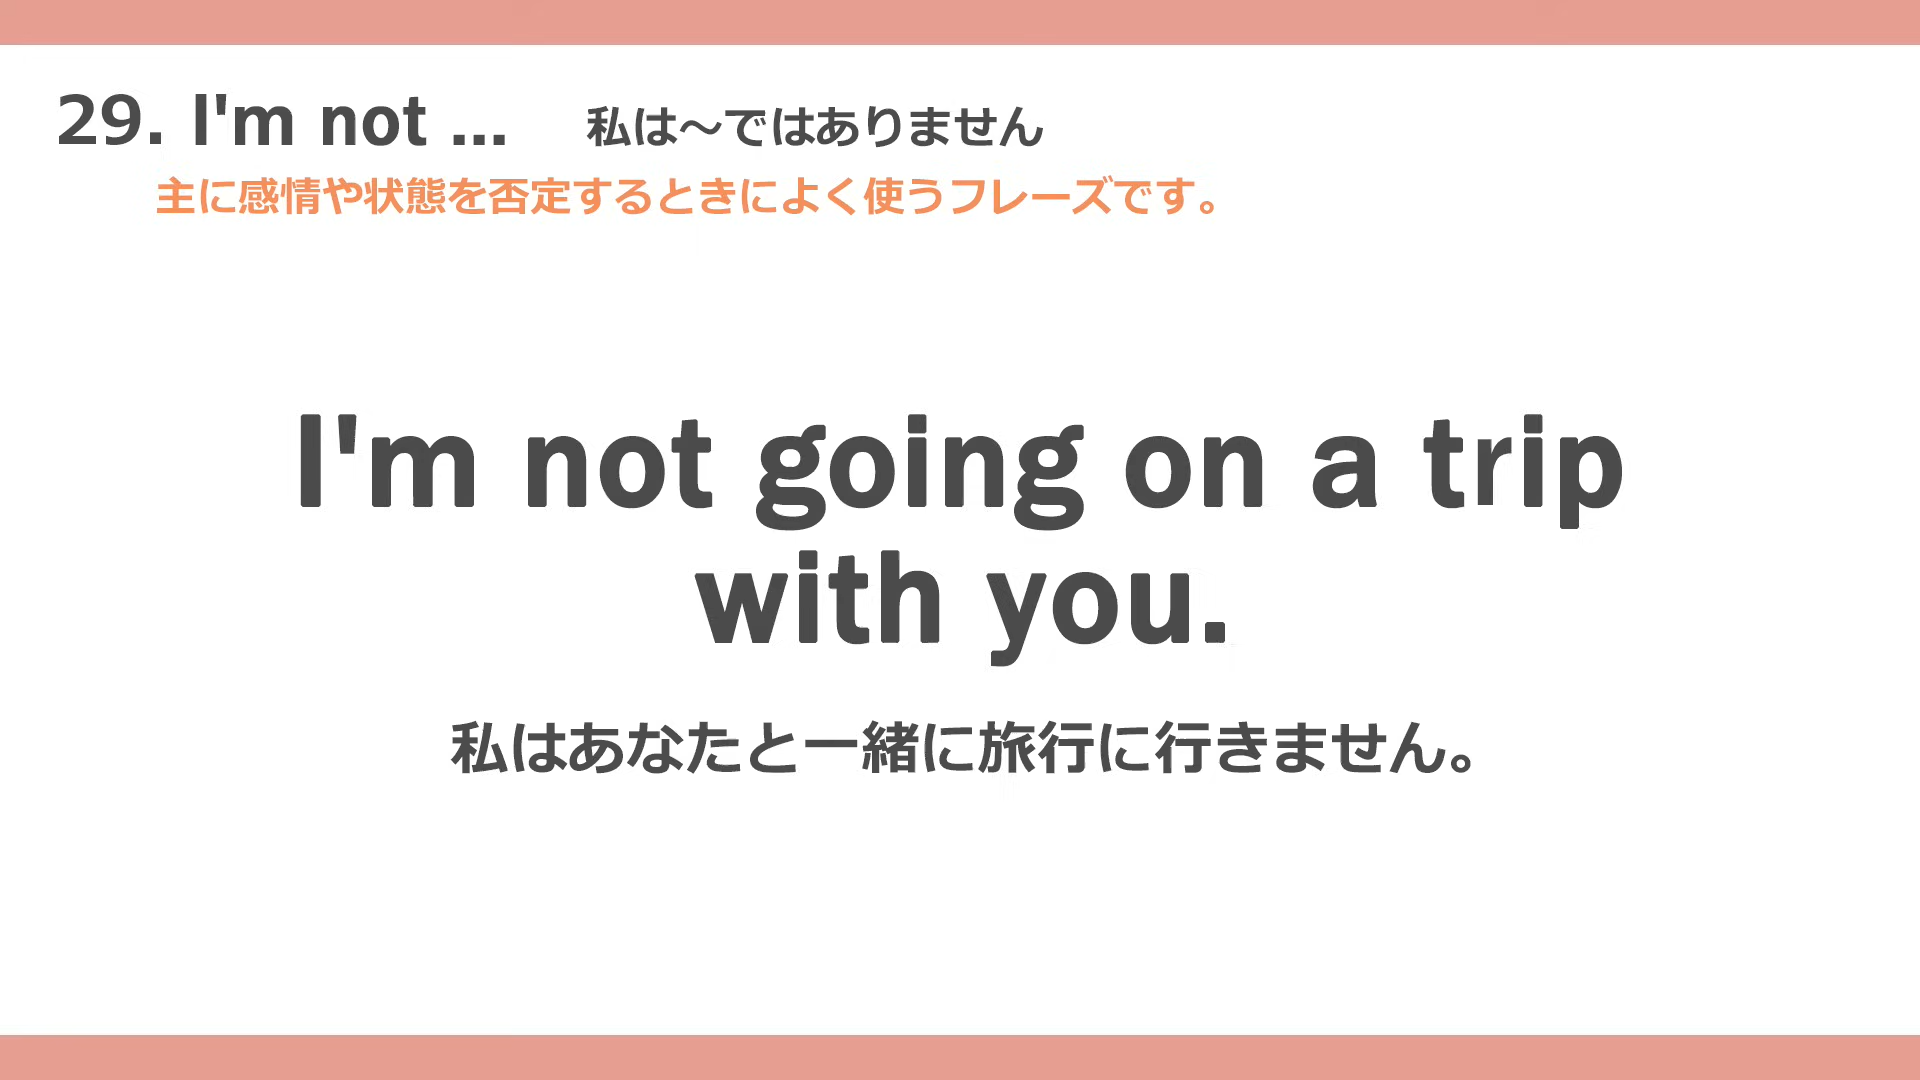 29. I'm not ... 私は～ではありません
主に感情や状態を否定するときによく使うフレーズです。
I'm not going on a trip
with you.
私はあなたと一緒に旅行に行きません。